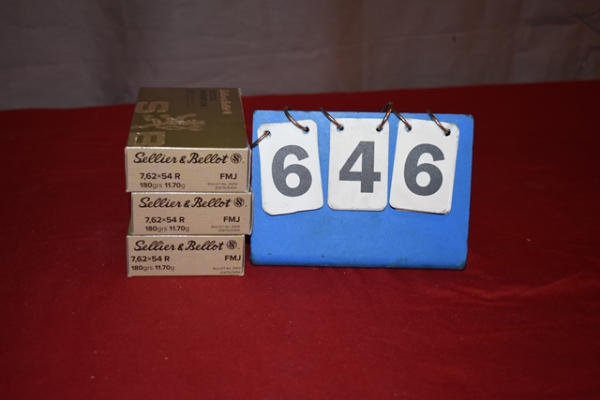 S&B
Sellier & Bellot
7,62×54 R FMJ
180grs 11.70g
Sellier & Bellot
7,62×54 R FMJ
180grs 11.70g
Sellier & Bellot
7,62×54 R FMJ
180grs 11.70g
646